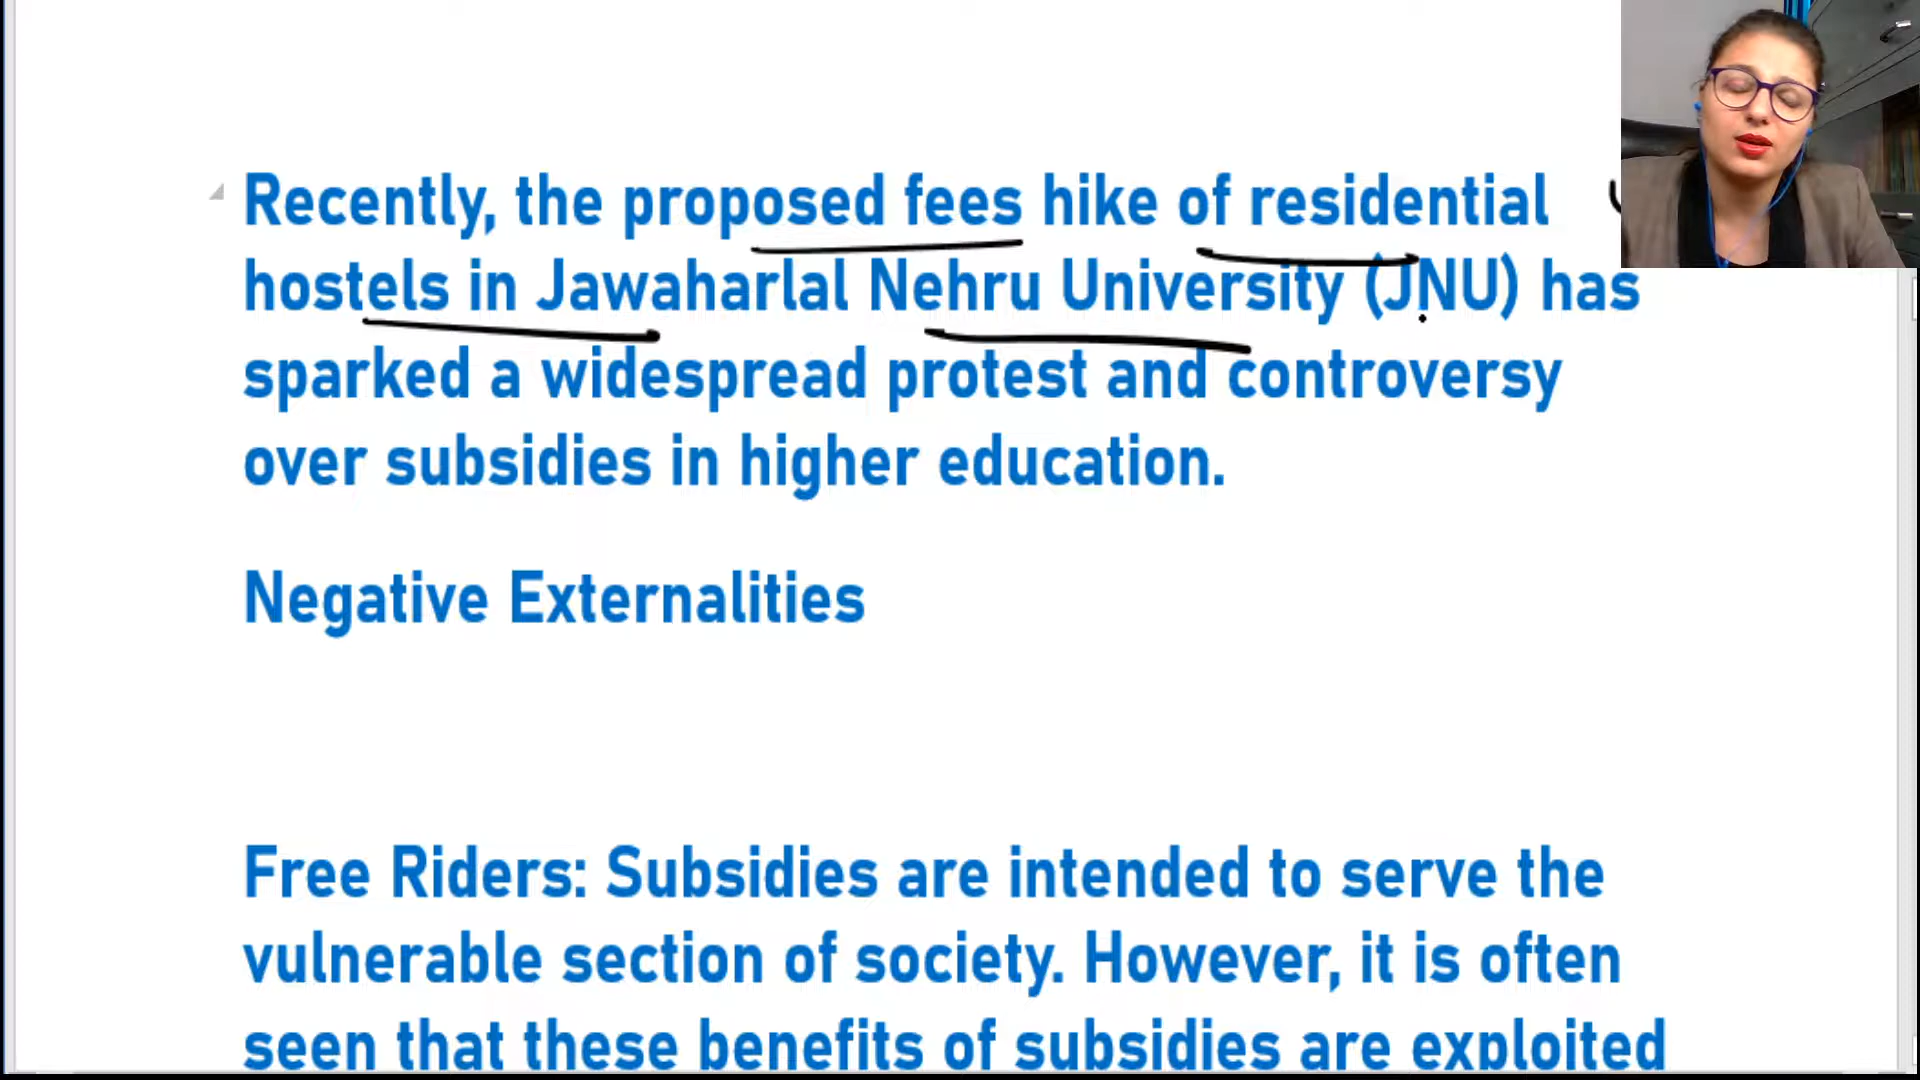 Recently, the proposed fees hike of residential
hostels in Jawaharlal Nehru University (JNU) has
sparked a widespread protest and controversy
over subsidies in higher education.
Negative Externalities
Free Riders: Subsidies are intended to serve the
vulnerable section of society. However, it is often
seen that these benefits of subsidies are exploited